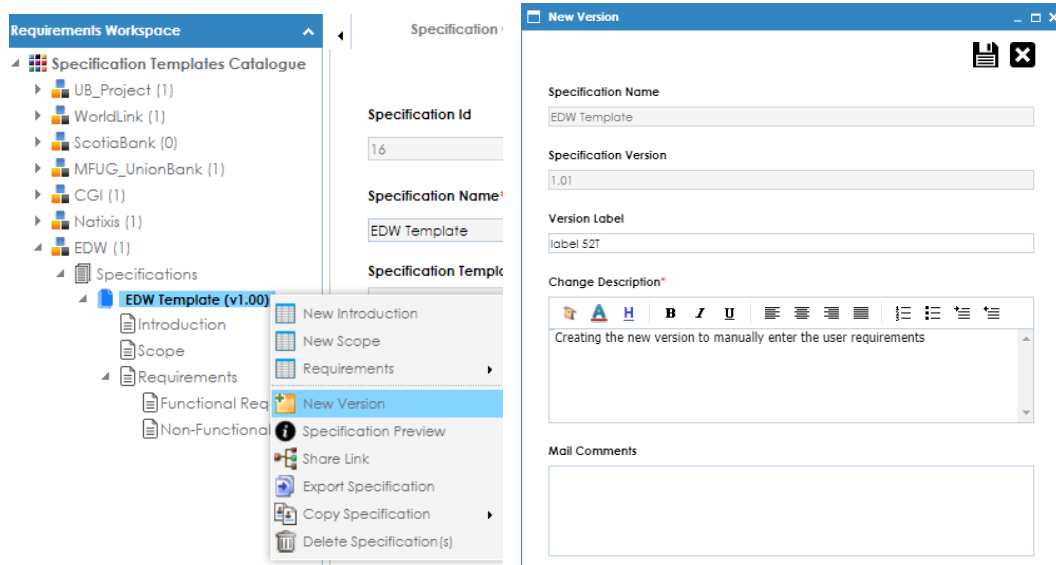 Requirements Workspace
Specification Templates Catalogue
UB_Project (1)
WorldLink (1)
ScotiaBank (0)
MFUG_UnionBank (1)
CGI (1)
Natixis (1)
EDW (1)
Specifications
EDW Template (v1.00)
Introduction
Scope
Requirements
Functional Req
Non-Functional
New Introduction
New Scope
Requirements
New Version
Specification Preview
Share Link
Export Specification
Copy Specification
Delete Specification(s)
Specification
Specification Id
16
Specification Name*
EDW Template
Specification Templa
New Version
Specification Name
EDW Template
Specification Version
1.01
Version Label
label 52T
Change Description*
A H B I U
Creating the new version to manually enter the user requirements
Mail Comments